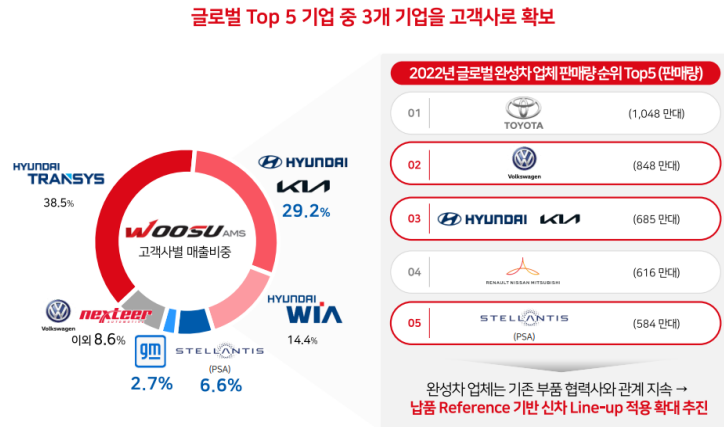 글로벌 Top 5 기업 중 3개 기업을 고객사로 확보
HYUNDAI
TRANSYS
38.5%
HYUNDAI
KIA
29.2%
WOOSU AMS
고객사별 매출비중
HYUNDAI
WIA
14.4%
Volkswagen
nexteer
AUTOMOTIVE
이외 8.6%
gm
2.7%
STELLANTIS
(PSA)
6.6%
2022년 글로벌 완성차 업체 판매량 순위 Top5 (판매량)
01 TOYOTA (1,048 만대)
02 Volkswagen (848 만대)
03 HYUNDAI KIA (685 만대)
04 RENAULT NISSAN MITSUBISHI (616 만대)
05 STELLANTIS (584 만대)
(PSA)
완성차 업체는 기존 부품 협력사와 관계 지속 →
납품 Reference 기반 신차 Line-up 적용 확대 추진